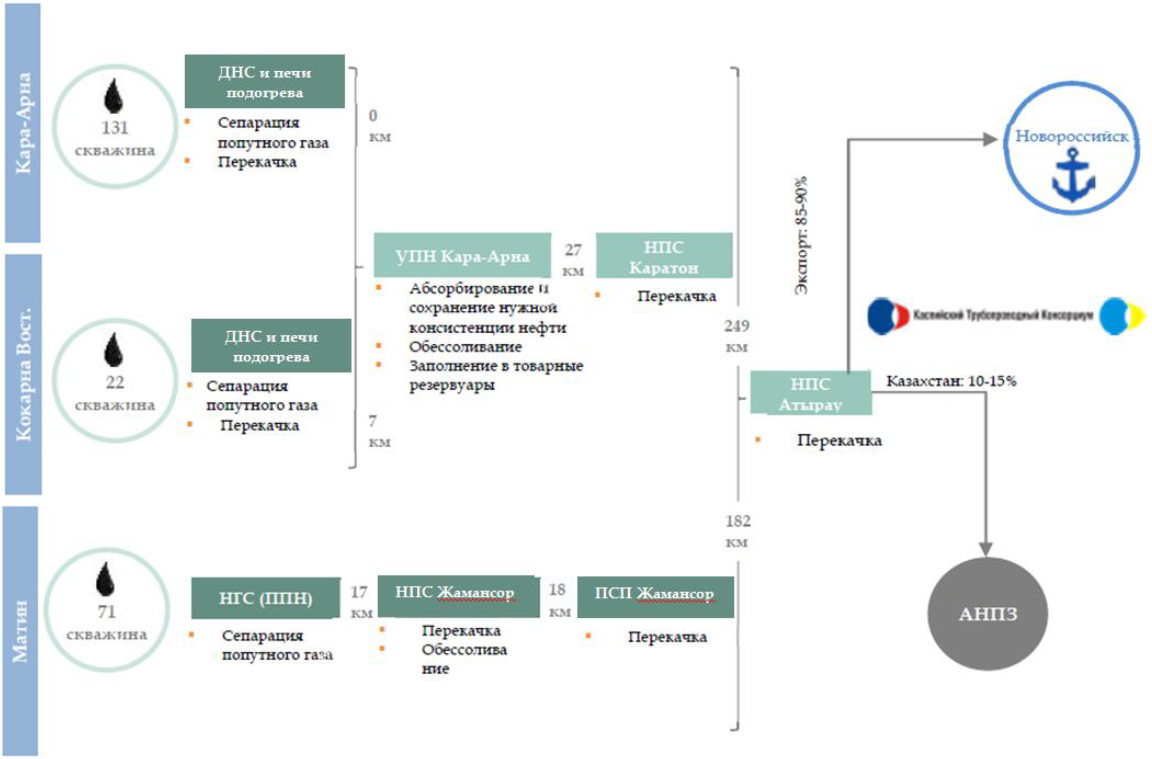 Кара-Арна
131
скважина
ДНС и печи
подогрева
Сепарация
попутного газа
Перекачка
0
км
Кокарна Вост.
22
скважина
ДНС и печи
подогрева
Сепарация
попутного газа
Перекачка
7
км
УПН Кара-Арна
Абсорбирование и
сохранение нужной
консистенции нефти
Обессоливание
Заполнение в товарные
резервуары
27
км
НПС
Каратон
Перекачка
249
км
Матин
71
скважина
НГС (ППН)
Сепарация
попутного газа
17
км
НПС Жамансор
Перекачка
Обессолива
ние
18
км
ПСП Жамансор
Перекачка
182
км
НПС
Атырау
Перекачка
Экспорт: 85-90%
Новороссийск
Каспийский Трубопроводный Консорциум
Казахстан: 10-15%
АНПЗ